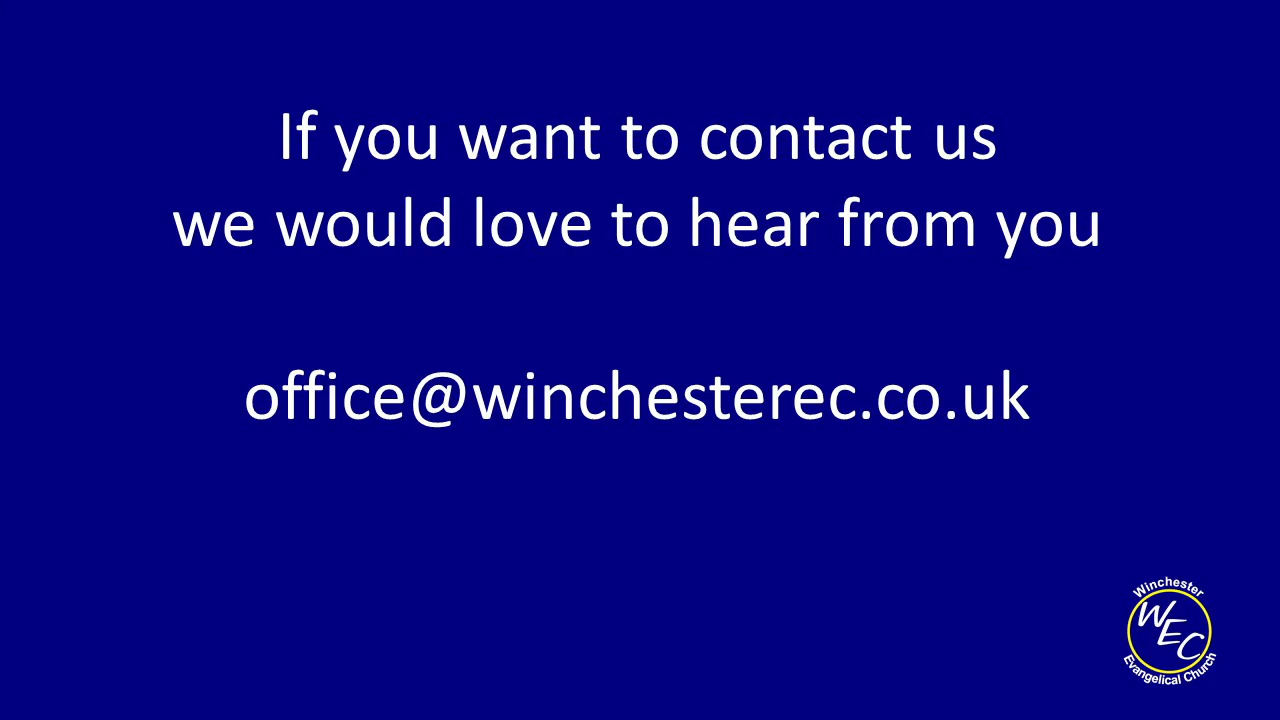 If you want to contact us
we would love to hear from you
office@winchesterec.co.uk
Winchester
WEC
Evangelical Church